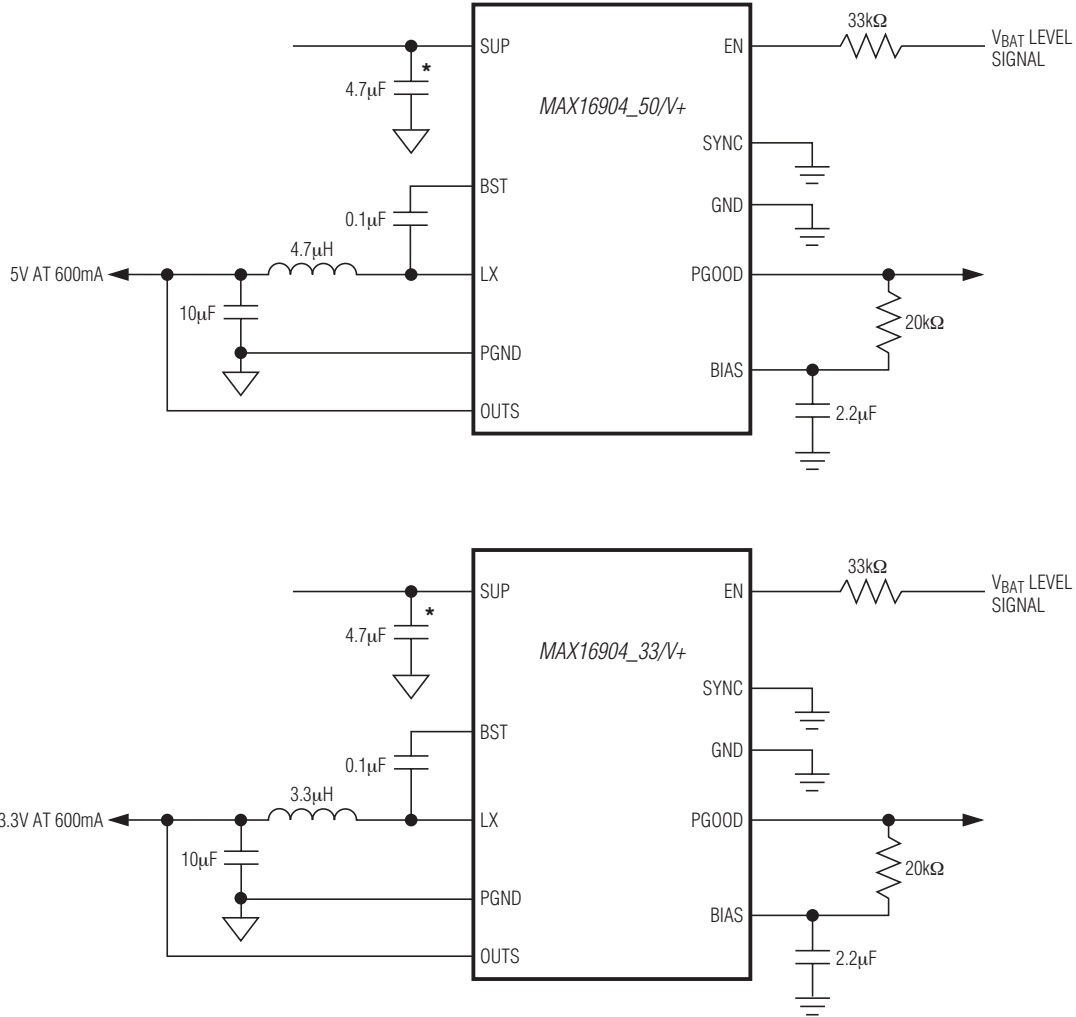 33kΩ
SUP
EN
VBAT LEVEL
SIGNAL
*
4.7µF
MAX16904_50/V+
SYNC
BST
GND
0.1µF
4.7µH
5V AT 600mA
LX
PGOOD
10µF
20kΩ
PGND
BIAS
OUTS
2.2µF
33kΩ
SUP
EN
VBAT LEVEL
SIGNAL
*
4.7µF
MAX16904_33/V+
SYNC
BST
GND
0.1µF
3.3µH
3.3V AT 600mA
LX
PGOOD
10µF
20kΩ
PGND
BIAS
OUTS
2.2µF